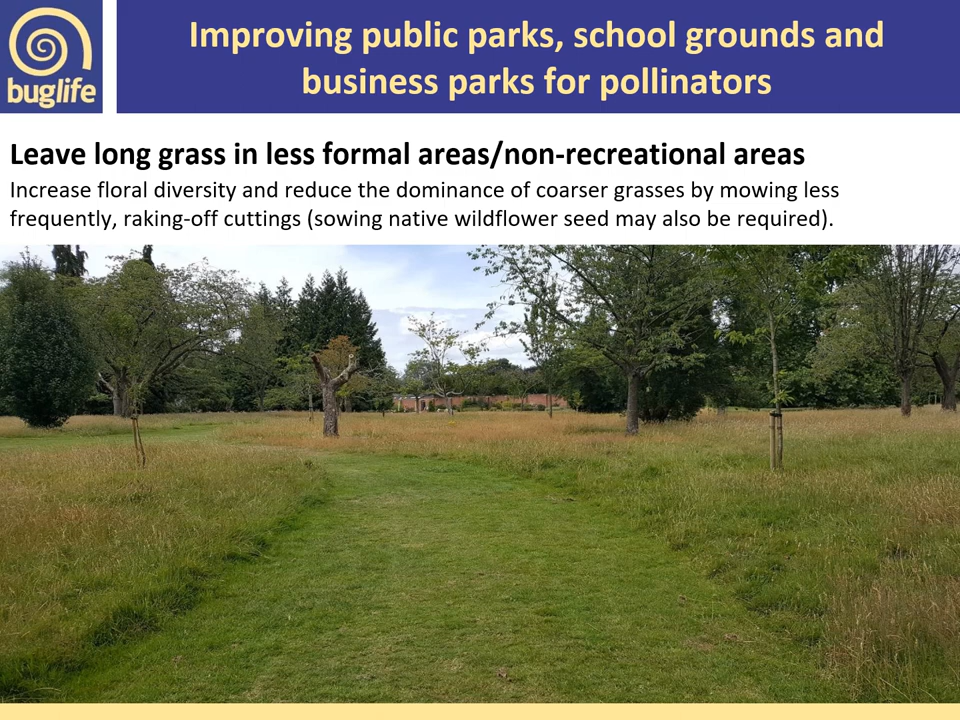 buglife
Improving public parks, school grounds and
business parks for pollinators
Leave long grass in less formal areas/non-recreational areas
Increase floral diversity and reduce the dominance of coarser grasses by mowing less
frequently, raking-off cuttings (sowing native wildflower seed may also be required).